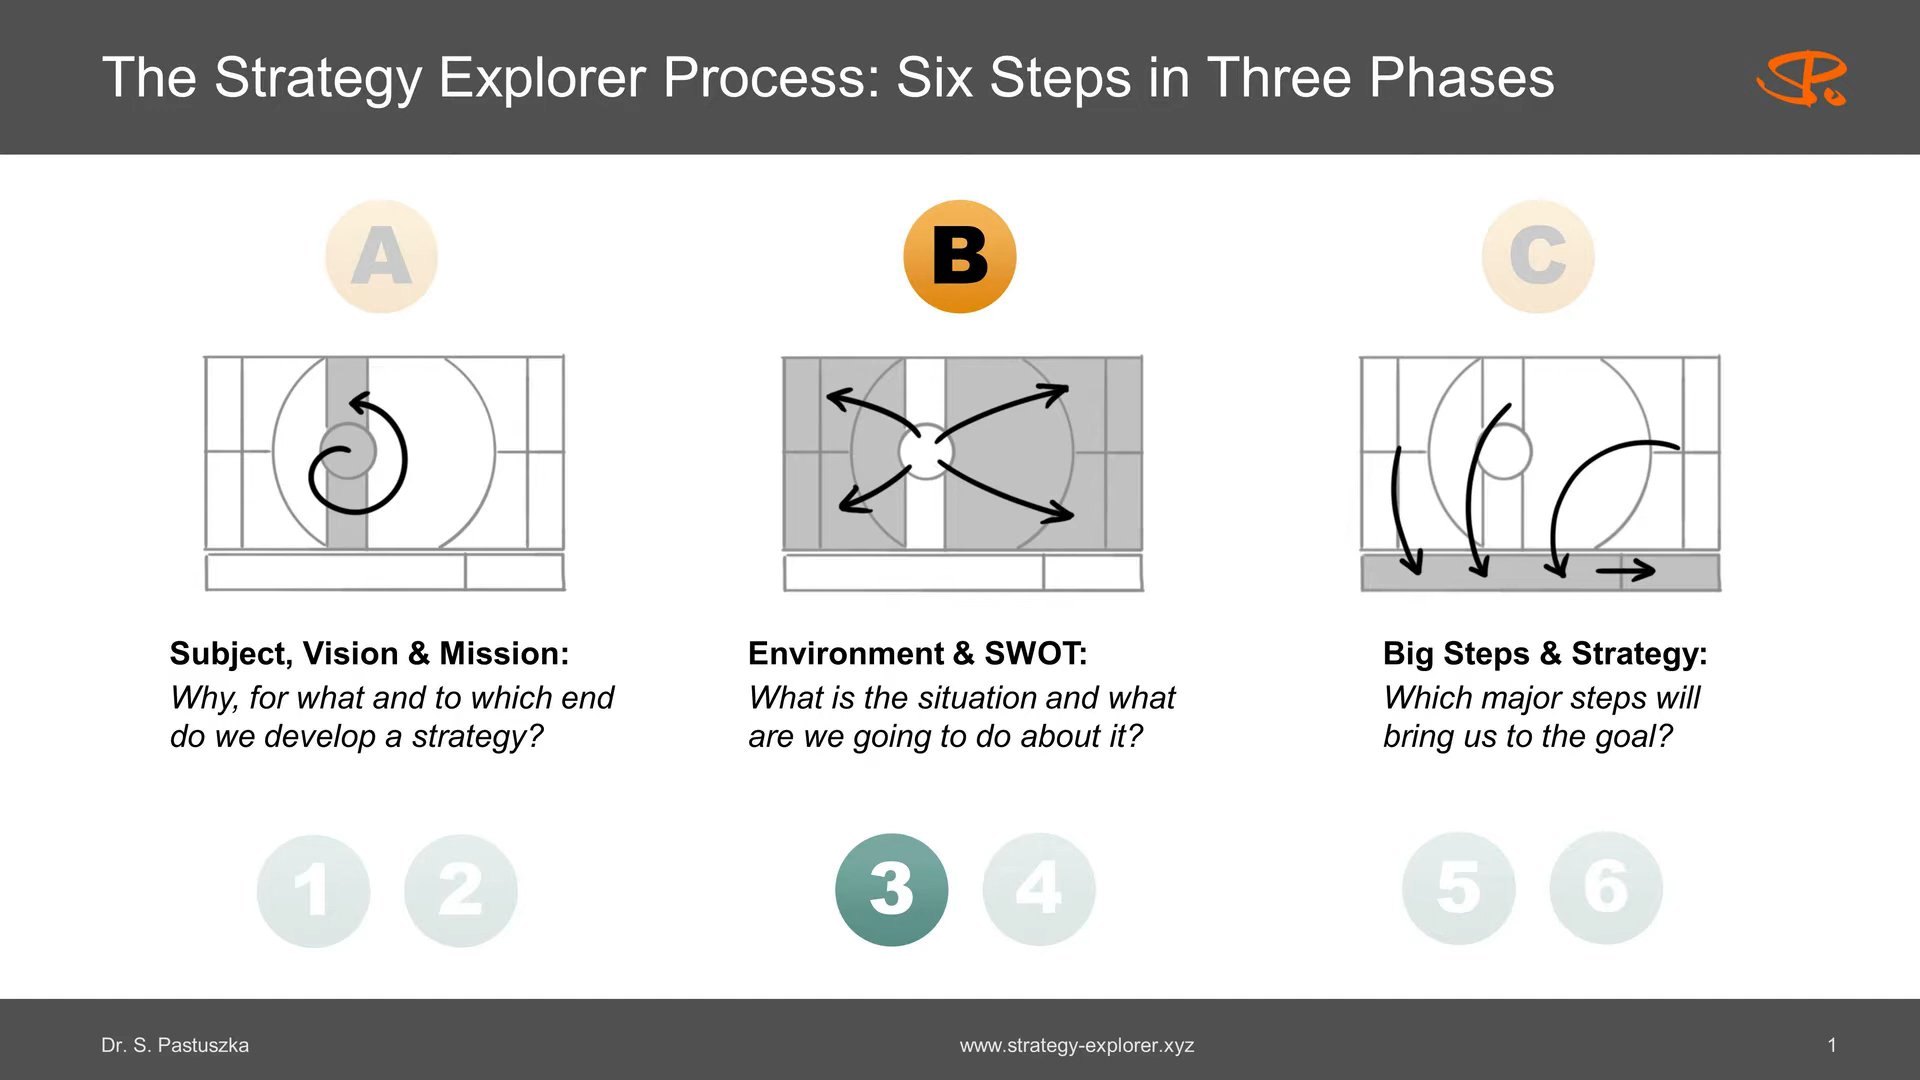 The Strategy Explorer Process: Six Steps in Three Phases
A
B
C
Subject, Vision & Mission:
Why, for what and to which end
do we develop a strategy?
Environment & SWOT:
What is the situation and what
are we going to do about it?
Big Steps & Strategy:
Which major steps will
bring us to the goal?
1
2
3
4
5
6
Dr. S. Pastuszka
www.strategy-explorer.xyz
1